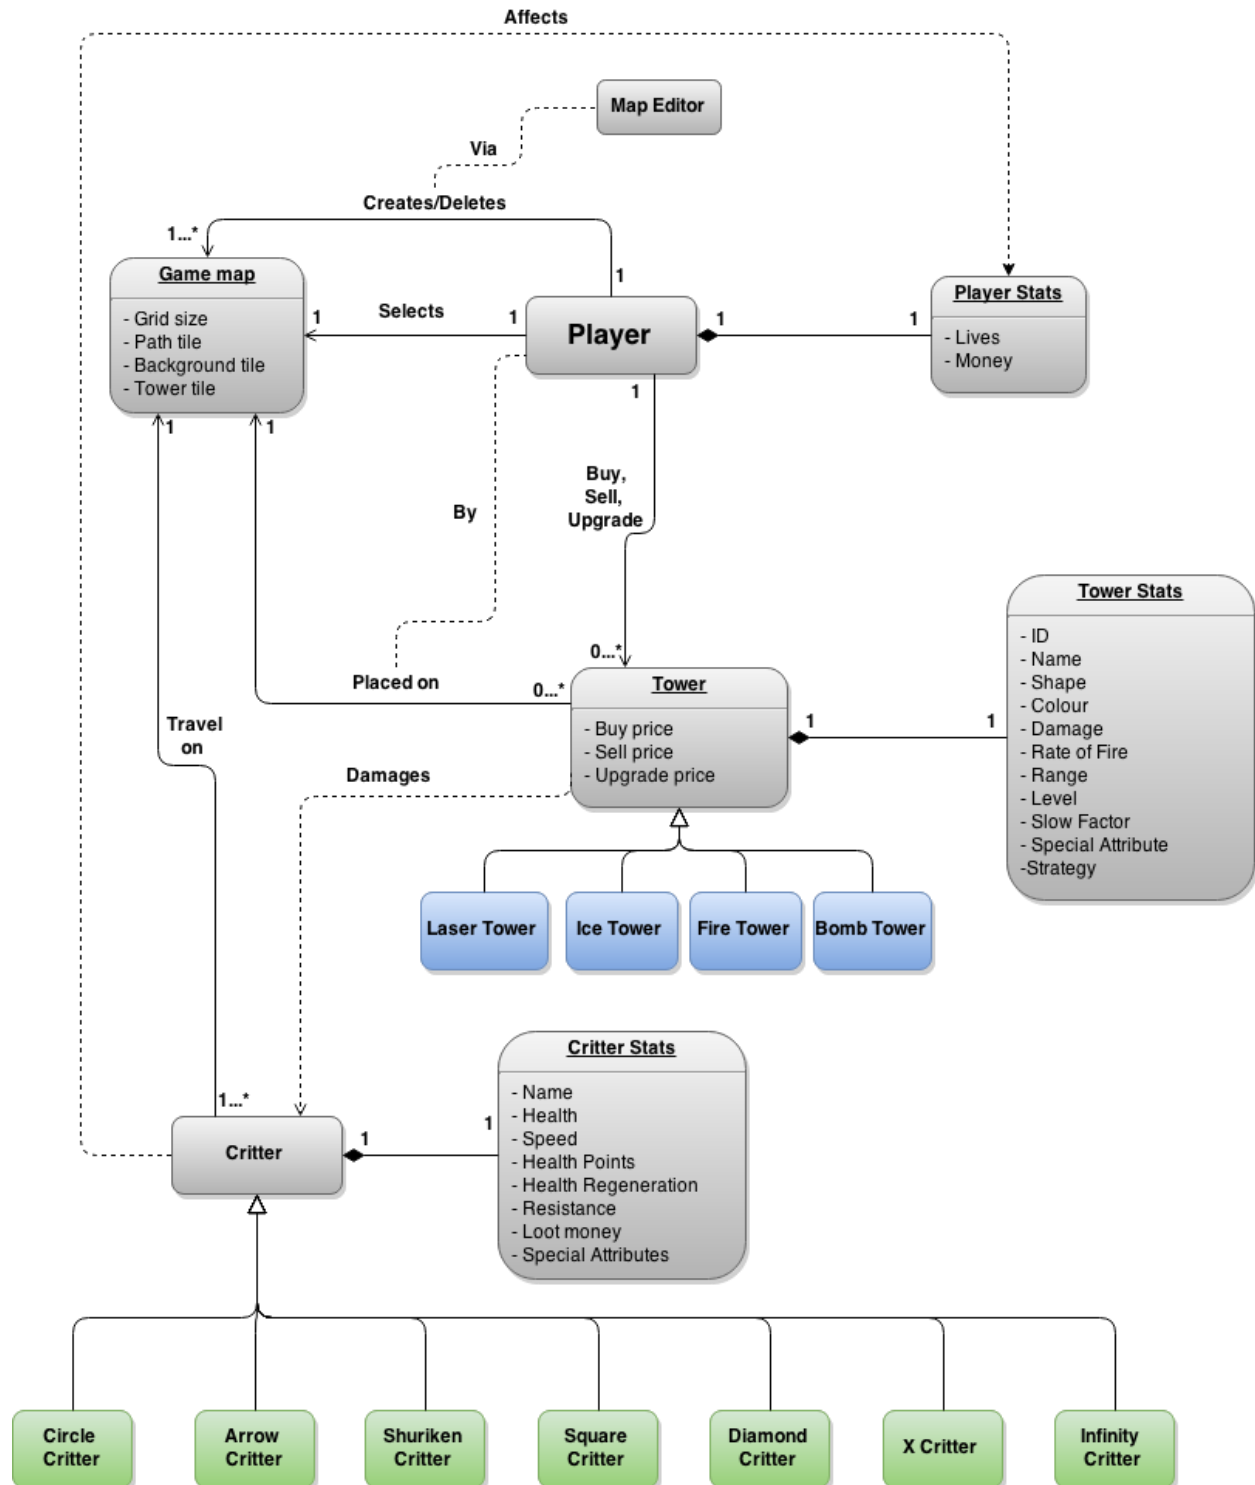 Affects
Map Editor
Via
Creates/Deletes
1...*
Game map
- Grid size
- Path tile
- Background tile
- Tower tile
1
Selects
1
1
Player
1
1
Player Stats
- Lives
- Money
1
1
1
Buy,
Sell,
Upgrade
By
0...*
Placed on
0...*
Tower
- Buy price
- Sell price
- Upgrade price
1
1
Tower Stats
- ID
- Name
- Shape
- Colour
- Damage
- Rate of Fire
- Range
- Level
- Slow Factor
- Special Attribute
-Strategy
Travel
on
Damages
Laser Tower
Ice Tower
Fire Tower
Bomb Tower
1...*
Critter
1
1
Critter Stats
- Name
- Health
- Speed
- Health Points
- Health Regeneration
- Resistance
- Loot money
- Special Attributes
Circle
Critter
Arrow
Critter
Shuriken
Critter
Square
Critter
Diamond
Critter
X Critter
Infinity
Critter